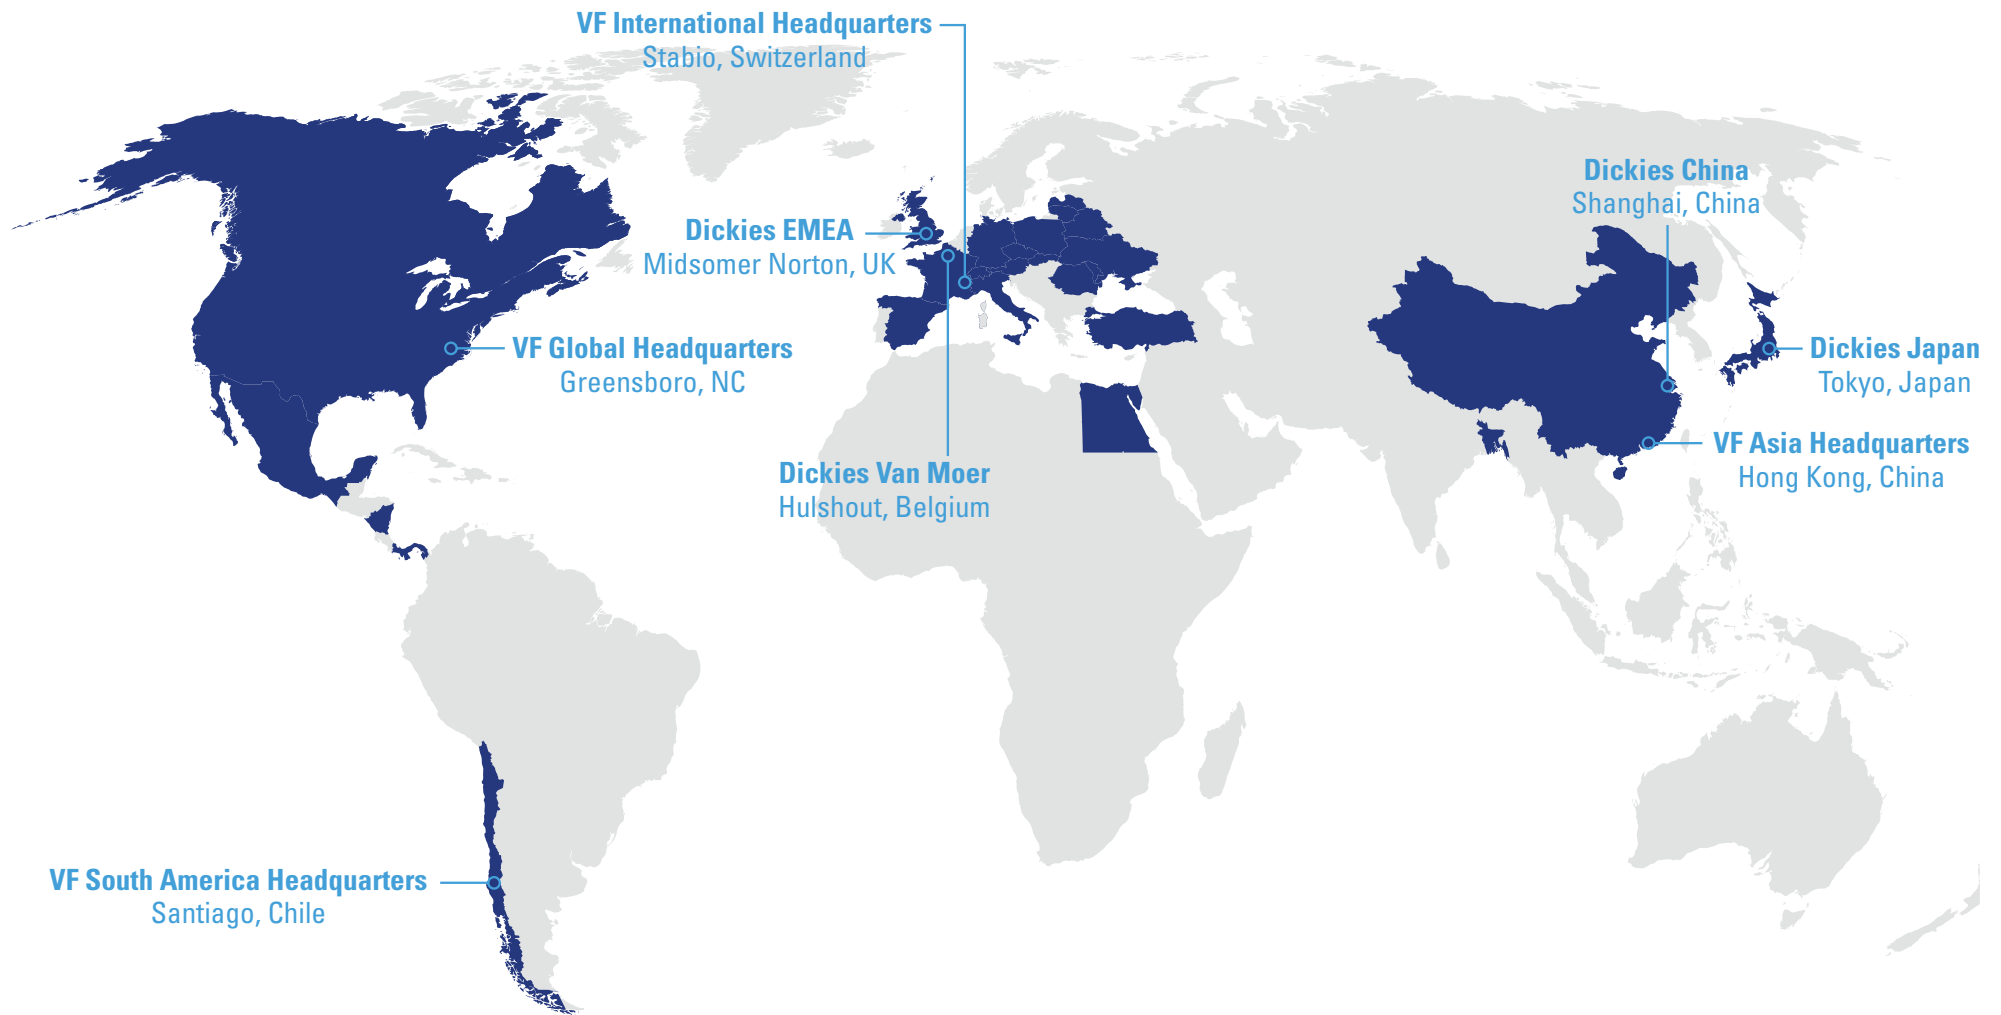 VF International Headquarters
Stabio, Switzerland
Dickies China
Shanghai, China
Dickies EMEA
Midsomer Norton, UK
VF Global Headquarters
Greensboro, NC
Dickies Japan
Tokyo, Japan
VF Asia Headquarters
Hong Kong, China
Dickies Van Moer
Hulshout, Belgium
VF South America Headquarters
Santiago, Chile